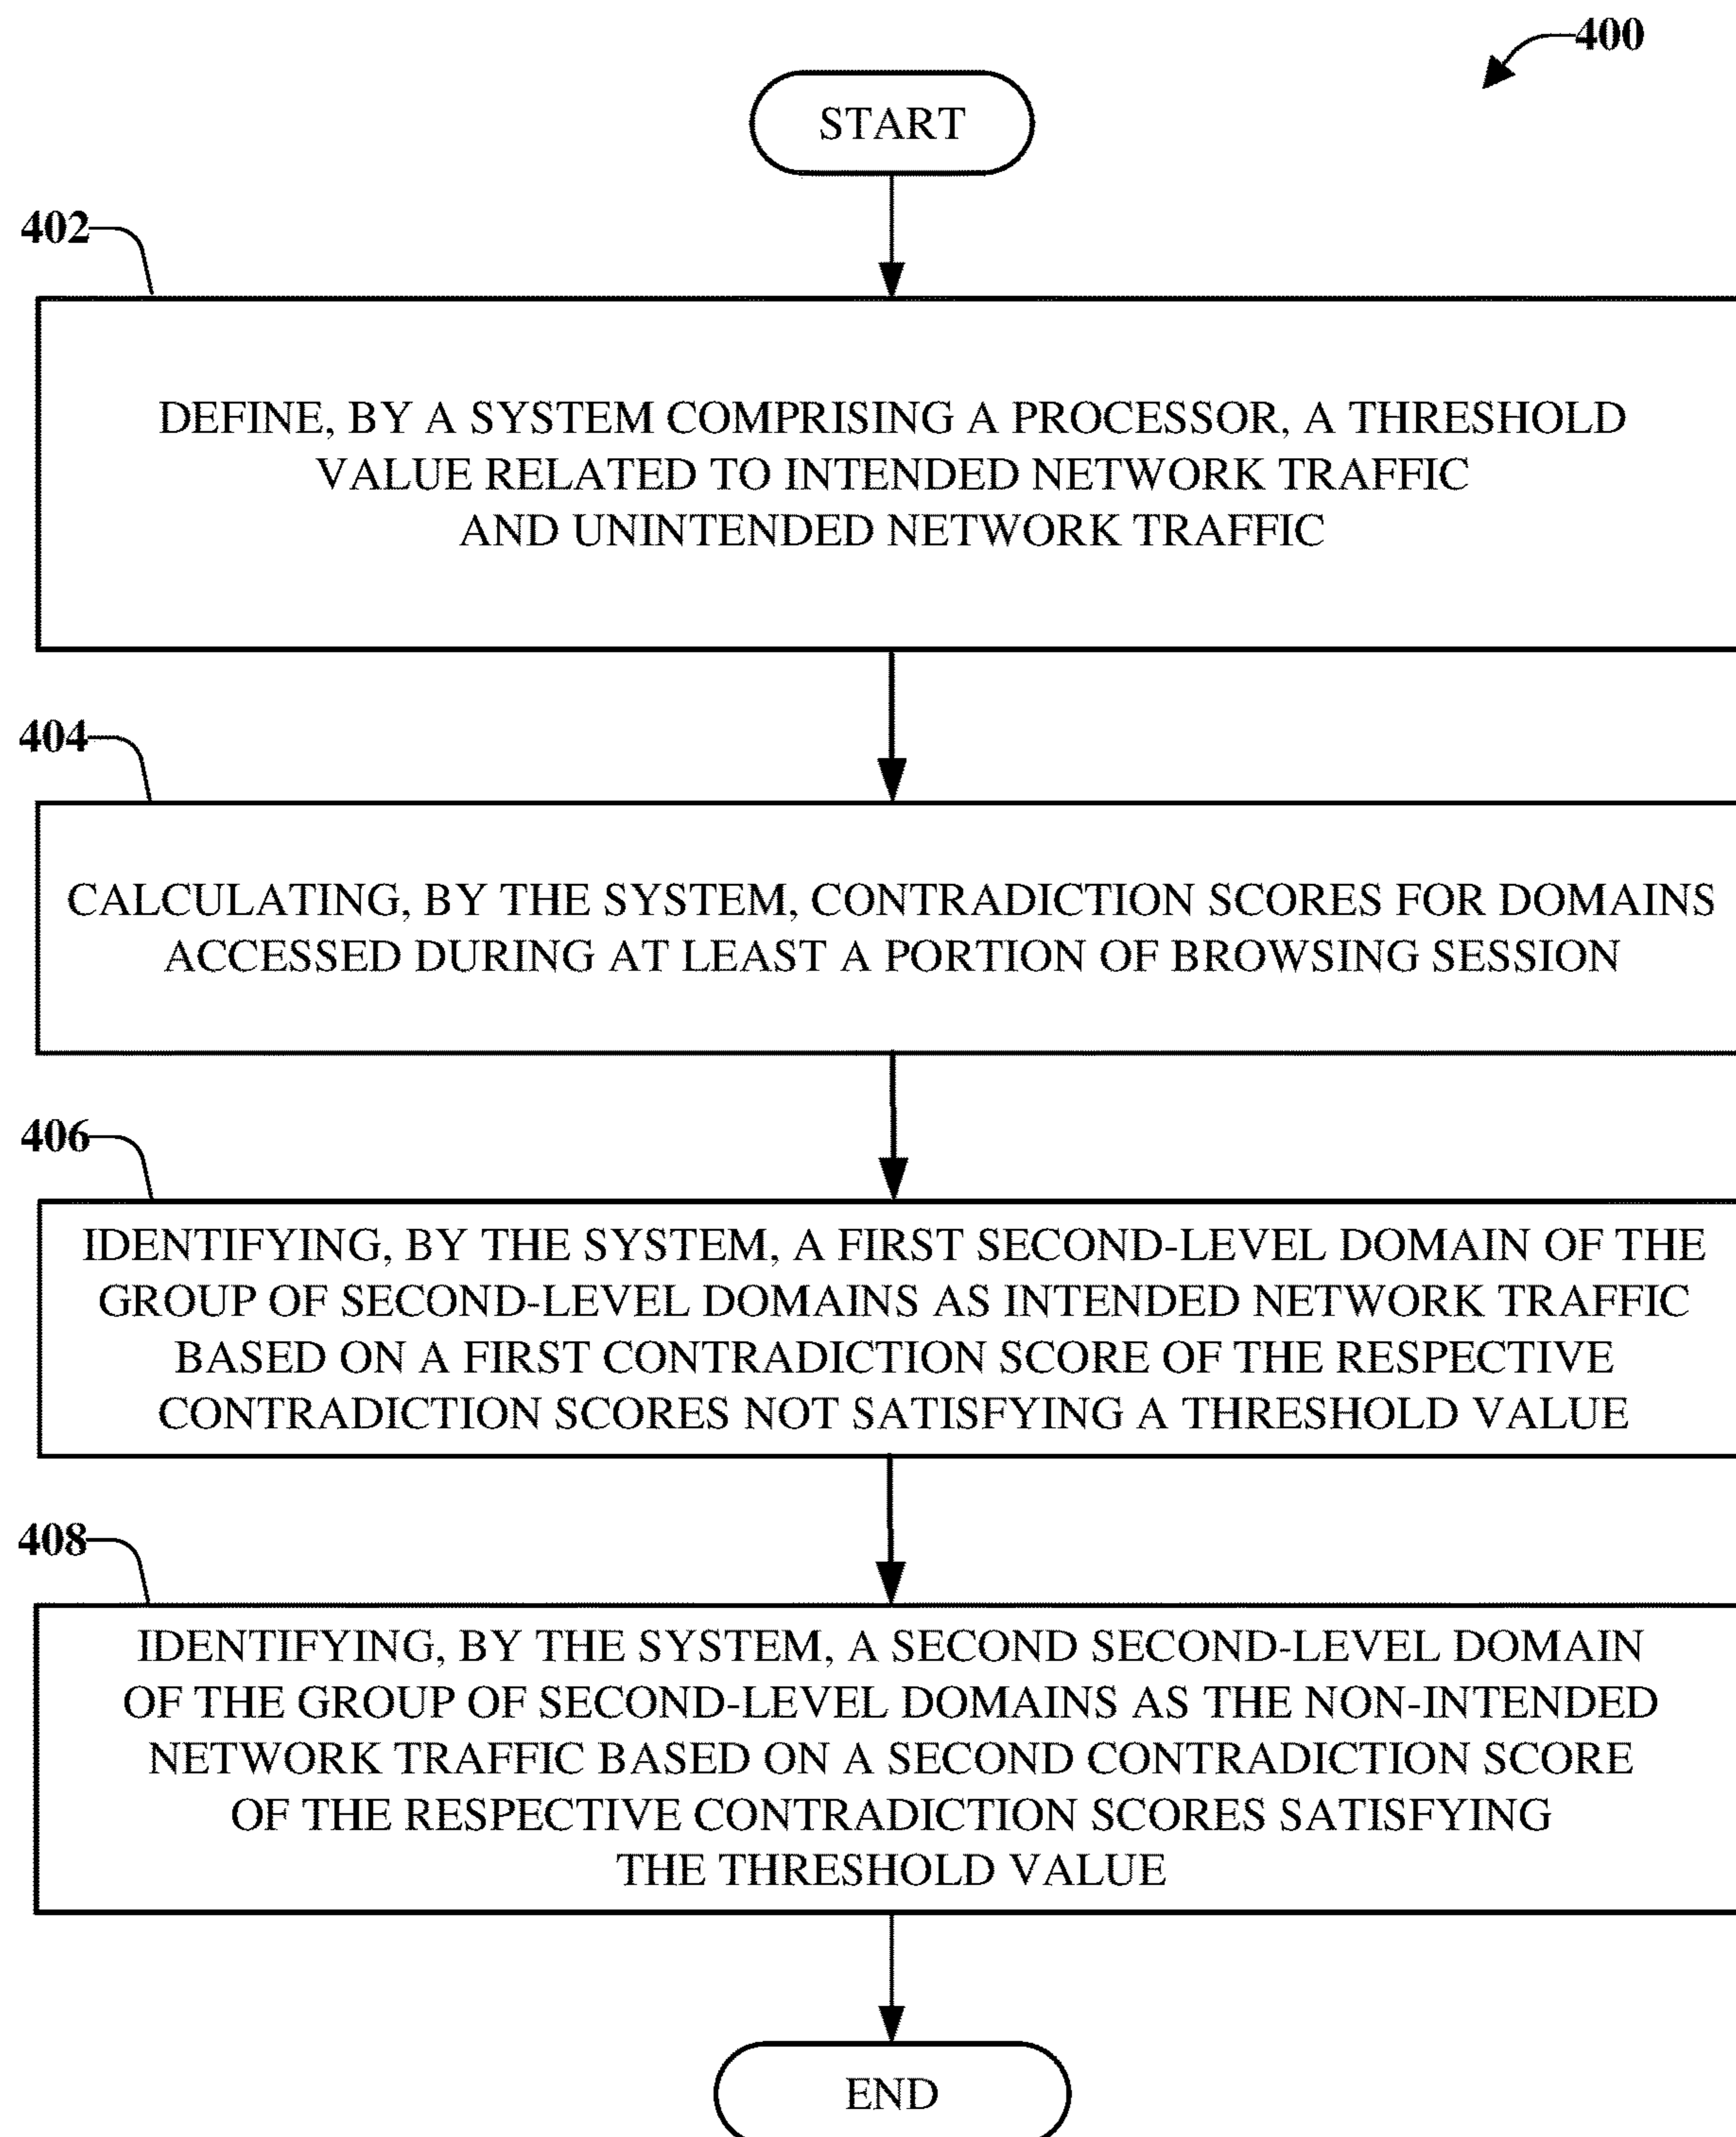 400
START
402
DEFINE, BY A SYSTEM COMPRISING A PROCESSOR, A THRESHOLD
VALUE RELATED TO INTENDED NETWORK TRAFFIC
AND UNINTENDED NETWORK TRAFFIC
404
CALCULATING, BY THE SYSTEM, CONTRADICTION SCORES FOR DOMAINS
ACCESSED DURING AT LEAST A PORTION OF BROWSING SESSION
406
IDENTIFYING, BY THE SYSTEM, A FIRST SECOND-LEVEL DOMAIN OF THE
GROUP OF SECOND-LEVEL DOMAINS AS INTENDED NETWORK TRAFFIC
BASED ON A FIRST CONTRADICTION SCORE OF THE RESPECTIVE
CONTRADICTION SCORES NOT SATISFYING A THRESHOLD VALUE
408
IDENTIFYING, BY THE SYSTEM, A SECOND SECOND-LEVEL DOMAIN
OF THE GROUP OF SECOND-LEVEL DOMAINS AS THE NON-INTENDED
NETWORK TRAFFIC BASED ON A SECOND CONTRADICTION SCORE
OF THE RESPECTIVE CONTRADICTION SCORES SATISFYING
THE THRESHOLD VALUE
END